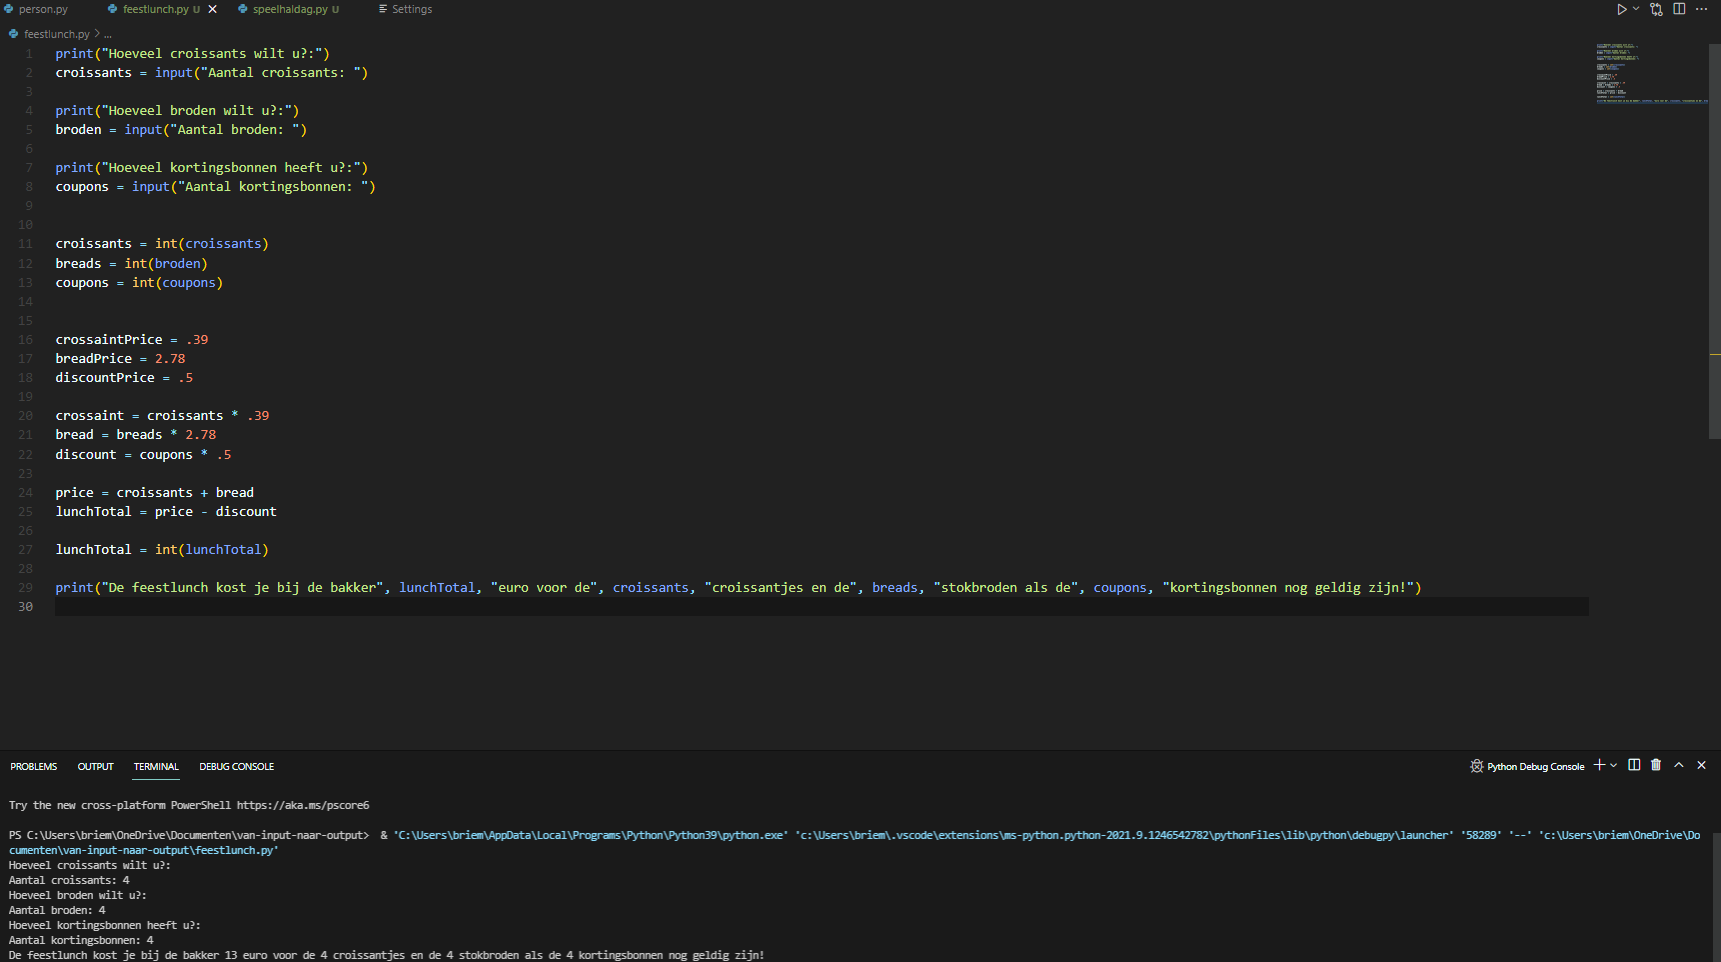 person.py feestlunch.py U speelhaldag.py U Settings
feestlunch.py > ...
1 print("Hoeveel croissants wilt u?:")
2 croissants = input("Aantal croissants: ")
3
4 print("Hoeveel broden wilt u?:")
5 broden = input("Aantal broden: ")
6
7 print("Hoeveel kortingsbonnen heeft u?:")
8 coupons = input("Aantal kortingsbonnen: ")
9
10
11 croissants = int(croissants)
12 breads = int(broden)
13 coupons = int(coupons)
14
15
16 crossaintPrice = .39
17 breadPrice = 2.78
18 discountPrice = .5
19
20 crossaint = croissants * .39
21 bread = breads * 2.78
22 discount = coupons * .5
23
24 price = croissants + bread
25 lunchTotal = price - discount
26
27 lunchTotal = int(lunchTotal)
28
29 print("De feestlunch kost je bij de bakker", lunchTotal, "euro voor de", croissants, "croissantjes en de", breads, "stokbroden als de", coupons, "kortingsbonnen nog geldig zijn!")
30
PROBLEMS OUTPUT TERMINAL DEBUG CONSOLE Python Debug Console
Try the new cross-platform PowerShell https://aka.ms/pscore6
PS C:\Users\briem\OneDrive\Documenten\van-input-naar-output> & 'C:\Users\briem\AppData\Local\Programs\Python\Python39\python.exe' 'c:\Users\briem\.vscode\extensions\ms-python.python-2021.9.1246542782\pythonFiles\lib\python\debugpy\launcher' '58289' '--' 'c:\Users\briem\OneDrive\Do
cumenten\van-input-naar-output\feestlunch.py'
Hoeveel croissants wilt u?:
Aantal croissants: 4
Hoeveel broden wilt u?:
Aantal broden: 4
Hoeveel kortingsbonnen heeft u?:
Aantal kortingsbonnen: 4
De feestlunch kost je bij de bakker 13 euro voor de 4 croissantjes en de 4 stokbroden als de 4 kortingsbonnen nog geldig zijn!